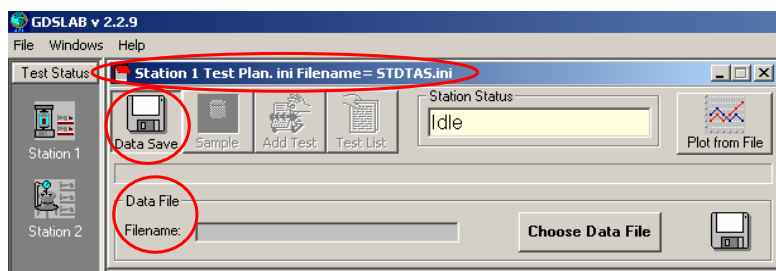 GDSLAB v 2.2.9
File Windows Help
Test Status
Station 1 Test Plan. ini Filename= STDTAS.ini
Station Status
Idle
Data Save
Sample
Add Test
Test List
Plot from File
Station 1
Data File
Filename:
Choose Data File
Station 2